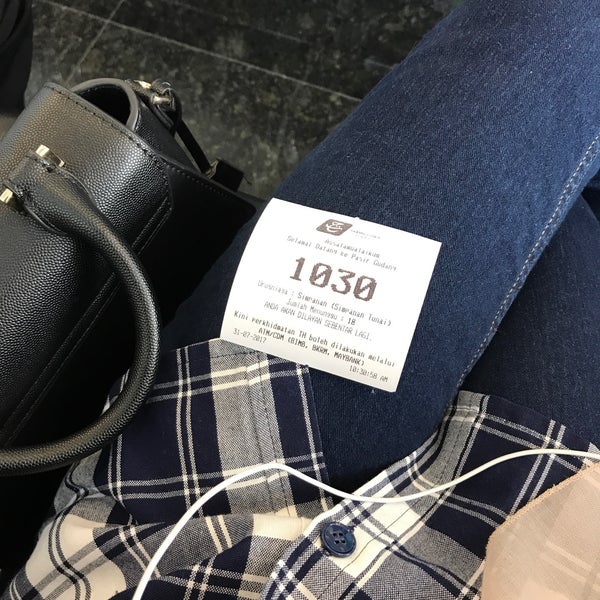 Assalamualaikum
Selamat Datang ke Pasir Gudang
1030
Urusniaga : Simpanan (Simpanan Tunai)
Jumlah Menunggu : 18
ANDA AKAN DILAYAN SEBENTAR LAGI.
Kini perkhidmatan TH boleh dilakukan melalui
ATM/CDM (BIMB, BKRM, MAYBANK)
31-07-2017 10:30:58 AM